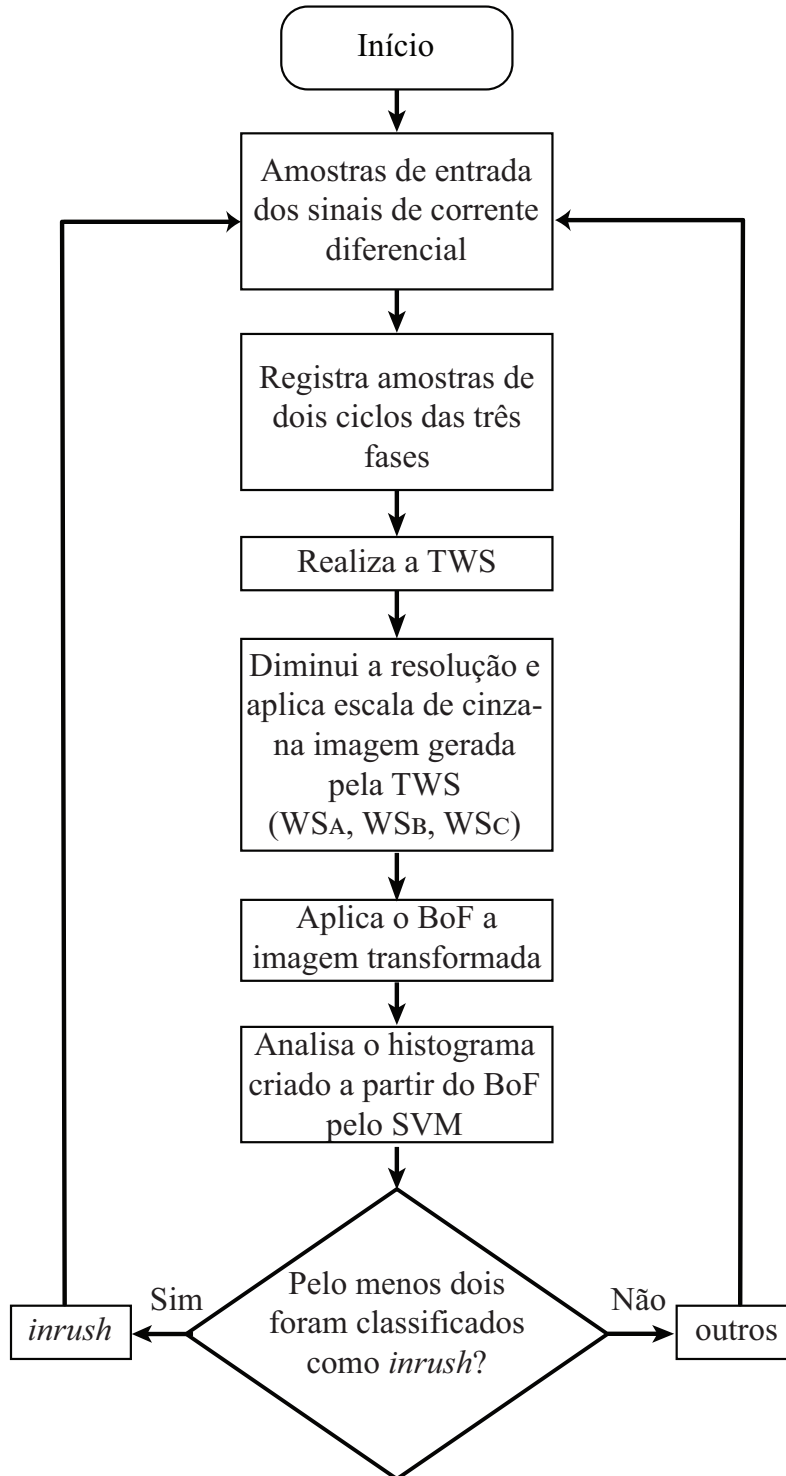 Início
Amostras de entrada
dos sinais de corrente
diferencial
Registra amostras de
dois ciclos das três
fases
Realiza a TWS
Diminui a resolução e
aplica escala de cinza-
na imagem gerada
pela TWS
(WSA, WSB, WSC)
Aplica o BoF a
imagem transformada
Analisa o histograma
criado a partir do BoF
pelo SVM
Pelo menos dois
foram classificados
como inrush?
Sim
inrush
Não
outros